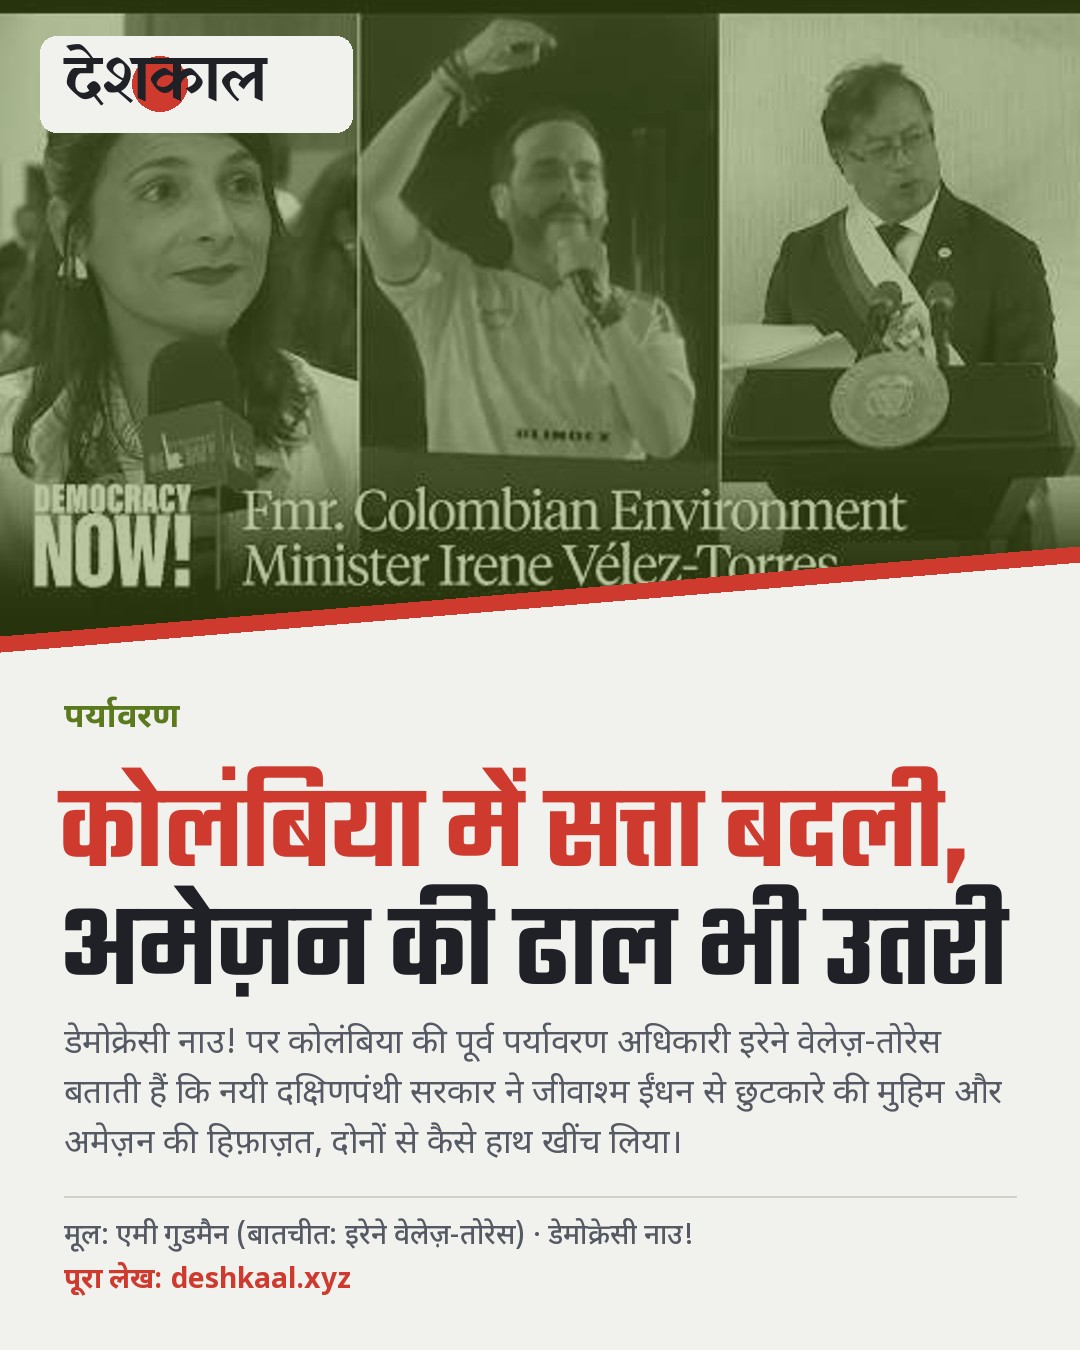 देशकाल
DEMOCRACY
NOW!
Fmr. Colombian Environment
Minister Irene Vélez-Torres
पर्यावरण
कोलंबिया में सत्ता बदली,
अमेज़न की ढाल भी उतरी
डेमोक्रेसी नाउ! पर कोलंबिया की पूर्व पर्यावरण अधिकारी इरेने वेलेज़-तोरेस
बताती हैं कि नयी दक्षिणपंथी सरकार ने जीवाश्म ईंधन से छुटकारे की मुहिम और
अमेज़न की हिफ़ाज़त, दोनों से कैसे हाथ खींच लिया।
मूल: एमी गुडमैन (बातचीत: इरेने वेलेज़-तोरेस) · डेमोक्रेसी नाउ!
पूरा लेख: deshkaal.xyz